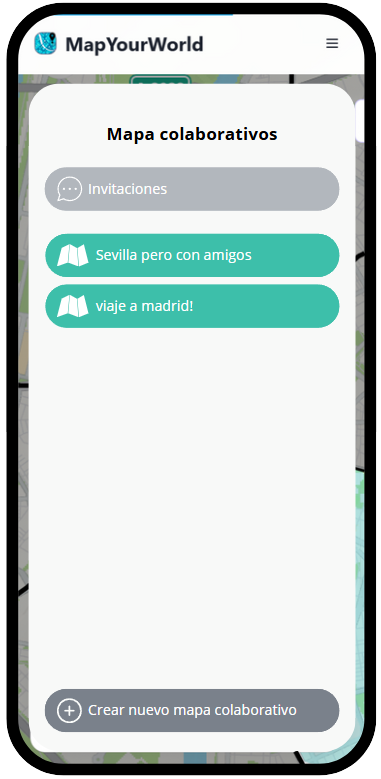 MapYourWorld
Mapa colaborativos
Invitaciones
Sevilla pero con amigos
viaje a madrid!
Crear nuevo mapa colaborativo